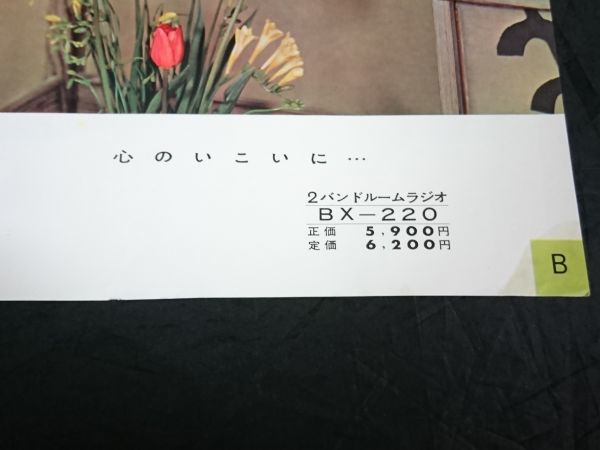 心のいこいに…
2バンドルームラジオ
BX－220
正価 5,900円
定価 6,200円
B